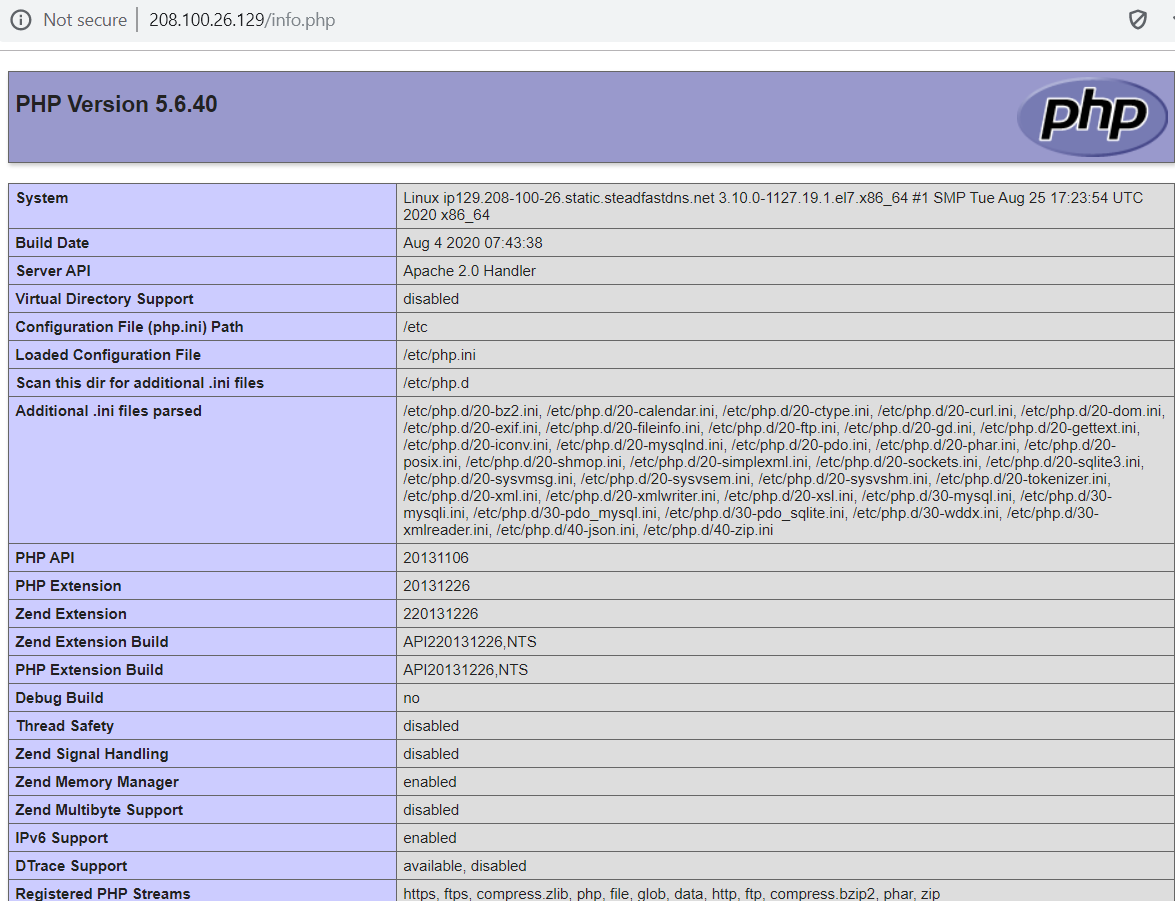 Not secure | 208.100.26.129/info.php
PHP Version 5.6.40
php
System
Linux ip129.208-100-26.static.steadfastdns.net 3.10.0-1127.19.1.el7.x86_64 #1 SMP Tue Aug 25 17:23:54 UTC
2020 x86_64
Build Date Aug 4 2020 07:43:38
Server API Apache 2.0 Handler
Virtual Directory Support disabled
Configuration File (php.ini) Path /etc
Loaded Configuration File /etc/php.ini
Scan this dir for additional .ini files /etc/php.d
Additional .ini files parsed
/etc/php.d/20-bz2.ini, /etc/php.d/20-calendar.ini, /etc/php.d/20-ctype.ini, /etc/php.d/20-curl.ini, /etc/php.d/20-dom.ini,
/etc/php.d/20-exif.ini, /etc/php.d/20-fileinfo.ini, /etc/php.d/20-ftp.ini, /etc/php.d/20-gd.ini, /etc/php.d/20-gettext.ini,
/etc/php.d/20-iconv.ini, /etc/php.d/20-mysqlnd.ini, /etc/php.d/20-pdo.ini, /etc/php.d/20-phar.ini, /etc/php.d/20-
posix.ini, /etc/php.d/20-shmop.ini, /etc/php.d/20-simplexml.ini, /etc/php.d/20-sockets.ini, /etc/php.d/20-sqlite3.ini,
/etc/php.d/20-sysvmsg.ini, /etc/php.d/20-sysvsem.ini, /etc/php.d/20-sysvshm.ini, /etc/php.d/20-tokenizer.ini,
/etc/php.d/20-xml.ini, /etc/php.d/20-xmlwriter.ini, /etc/php.d/20-xsl.ini, /etc/php.d/30-mysql.ini, /etc/php.d/30-
mysqli.ini, /etc/php.d/30-pdo_mysql.ini, /etc/php.d/30-pdo_sqlite.ini, /etc/php.d/30-wddx.ini, /etc/php.d/30-
xmlreader.ini, /etc/php.d/40-json.ini, /etc/php.d/40-zip.ini
PHP API 20131106
PHP Extension 20131226
Zend Extension 220131226
Zend Extension Build API220131226,NTS
PHP Extension Build API20131226,NTS
Debug Build no
Thread Safety disabled
Zend Signal Handling disabled
Zend Memory Manager enabled
Zend Multibyte Support disabled
IPv6 Support enabled
DTrace Support available, disabled
Registered PHP Streams https, ftps, compress.zlib, php, file, glob, data, http, ftp, compress.bzip2, phar, zip